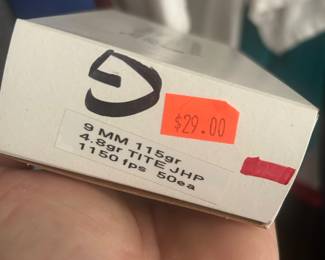 $29.00
9 MM 115gr
4.8gr TITE JHP
1150 fps 50ea